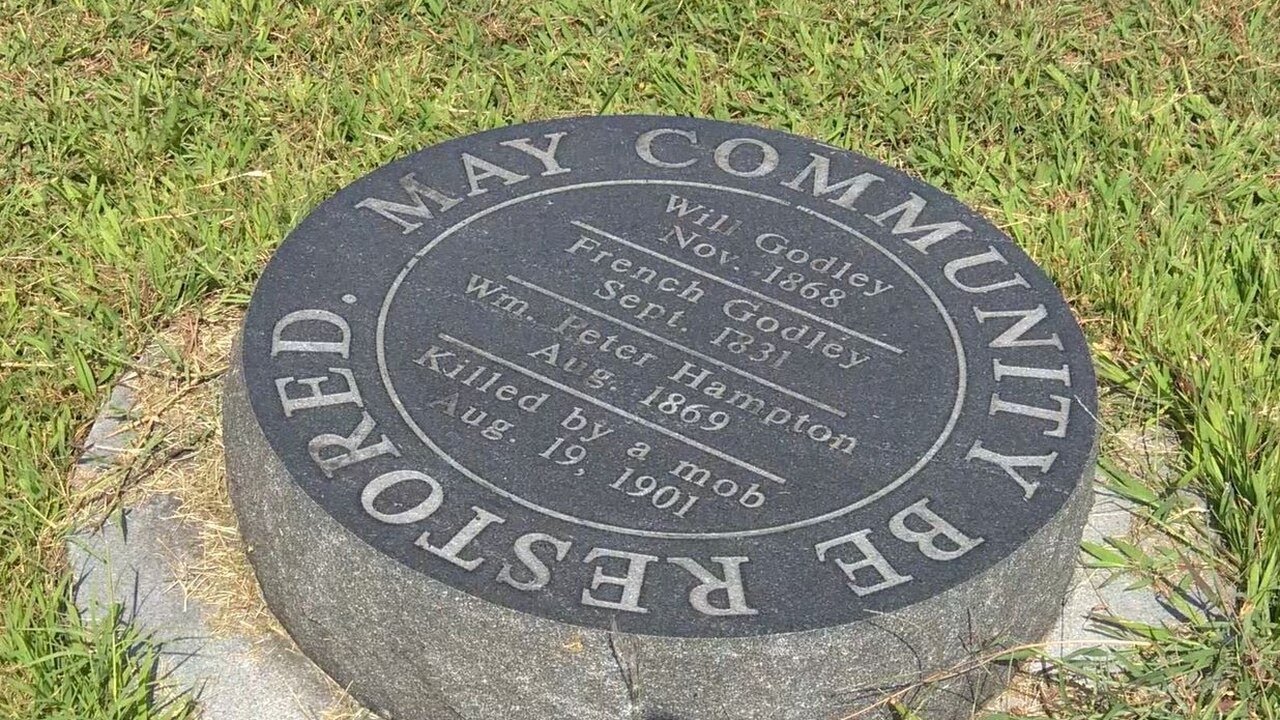 MAY COMMUNITY BE RESTORED.
Will Godley
Nov. 1868
French Godley
Sept. 1831
Wm. Peter Hampton
Aug. 1869
Killed by a mob
Aug. 19, 1901